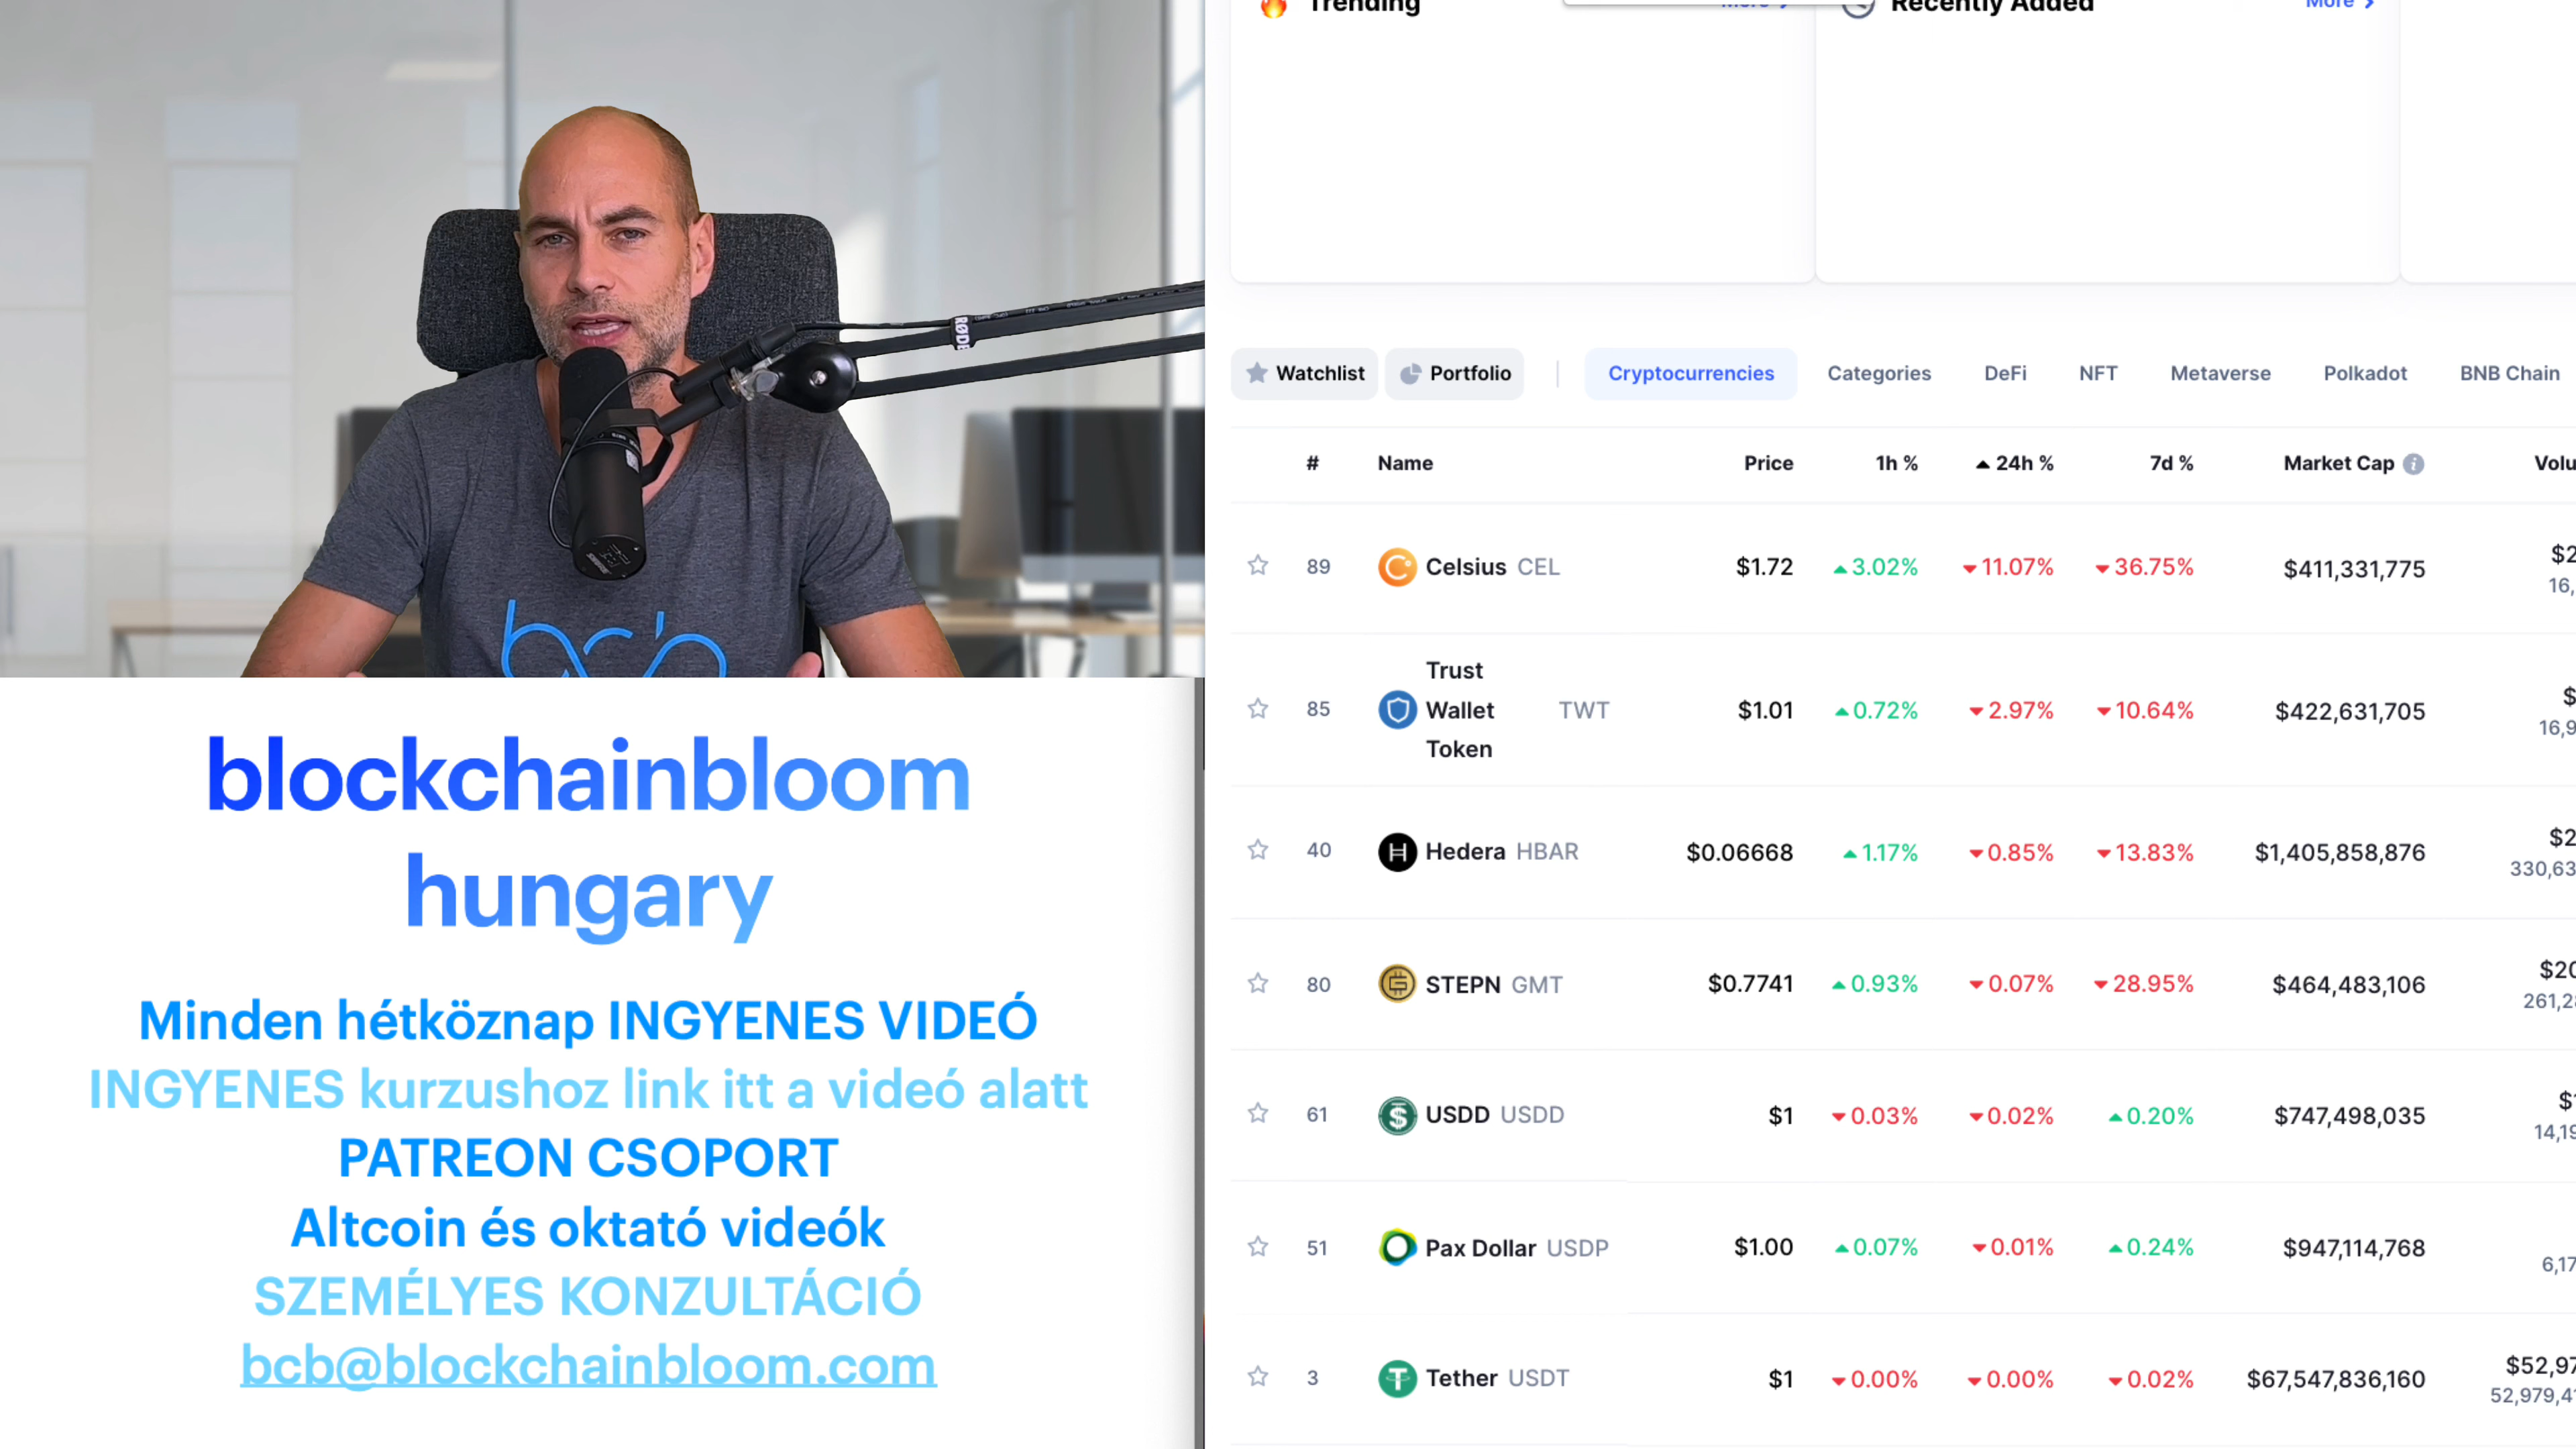 Trending
More
Recently Added
More
RØDE
bcb
blockchainbloom
hungary
Minden hétköznap INGYENES VIDEÓ
INGYENES kurzushoz link itt a videó alatt
PATREON CSOPORT
Altcoin és oktató videók
SZEMÉLYES KONZULTÁCIÓ
bcb@blockchainbloom.com
Watchlist Portfolio Cryptocurrencies Categories DeFi NFT Metaverse Polkadot BNB Chain
# Name Price 1h % 24h % 7d % Market Cap
89 Celsius CEL $1.72 3.02% 11.07% 36.75% $411,331,775
85 Trust Wallet Token TWT $1.01 0.72% 2.97% 10.64% $422,631,705
40 Hedera HBAR $0.06668 1.17% 0.85% 13.83% $1,405,858,876
80 STEPN GMT $0.7741 0.93% 0.07% 28.95% $464,483,106
61 USDD USDD $1 0.03% 0.02% 0.20% $747,498,035
51 Pax Dollar USDP $1.00 0.07% 0.01% 0.24% $947,114,768
3 Tether USDT $1 0.00% 0.00% 0.02% $67,547,836,160